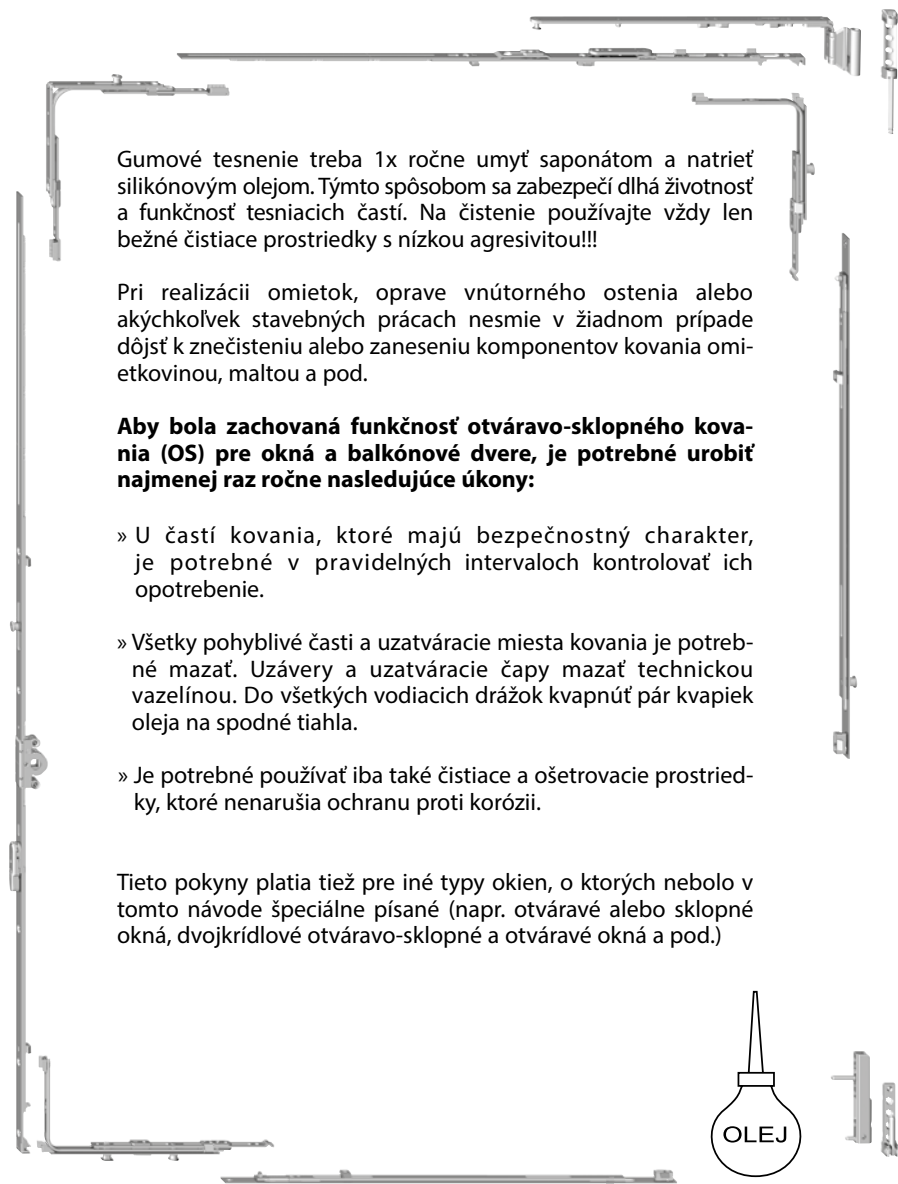 Gumové tesnenie treba 1x ročne umyť saponátom a natrieť
silikónovým olejom. Týmto spôsobom sa zabezpečí dlhá životnosť
a funkčnosť tesniacich častí. Na čistenie používajte vždy len
bežné čistiace prostriedky s nízkou agresivitou!!!
Pri realizácii omietok, oprave vnútorného ostenia alebo
akýchkoľvek stavebných prácach nesmie v žiadnom prípade
dôjsť k znečisteniu alebo zaneseniu komponentov kovania omi-
etkovinou, maltou a pod.
Aby bola zachovaná funkčnosť otváravo-sklopného kova-
nia (OS) pre okná a balkónové dvere, je potrebné urobiť
najmenej raz ročne nasledujúce úkony:
» U častí kovania, ktoré majú bezpečnostný charakter,
je potrebné v pravidelných intervaloch kontrolovať ich
opotrebenie.
» Všetky pohyblivé časti a uzatváracie miesta kovania je potreb-
né mazať. Uzávery a uzatváracie čapy mazať technickou
vazelínou. Do všetkých vodiacich drážok kvapnúť pár kvapiek
oleja na spodné tiahla.
» Je potrebné používať iba také čistiace a ošetrovacie prostried-
ky, ktoré nenarušia ochranu proti korózii.
Tieto pokyny platia tiež pre iné typy okien, o ktorých nebolo v
tomto návode špeciálne písané (napr. otváravé alebo sklopné
okná, dvojkrídlové otváravo-sklopné a otváravé okná a pod.)
OLEJ